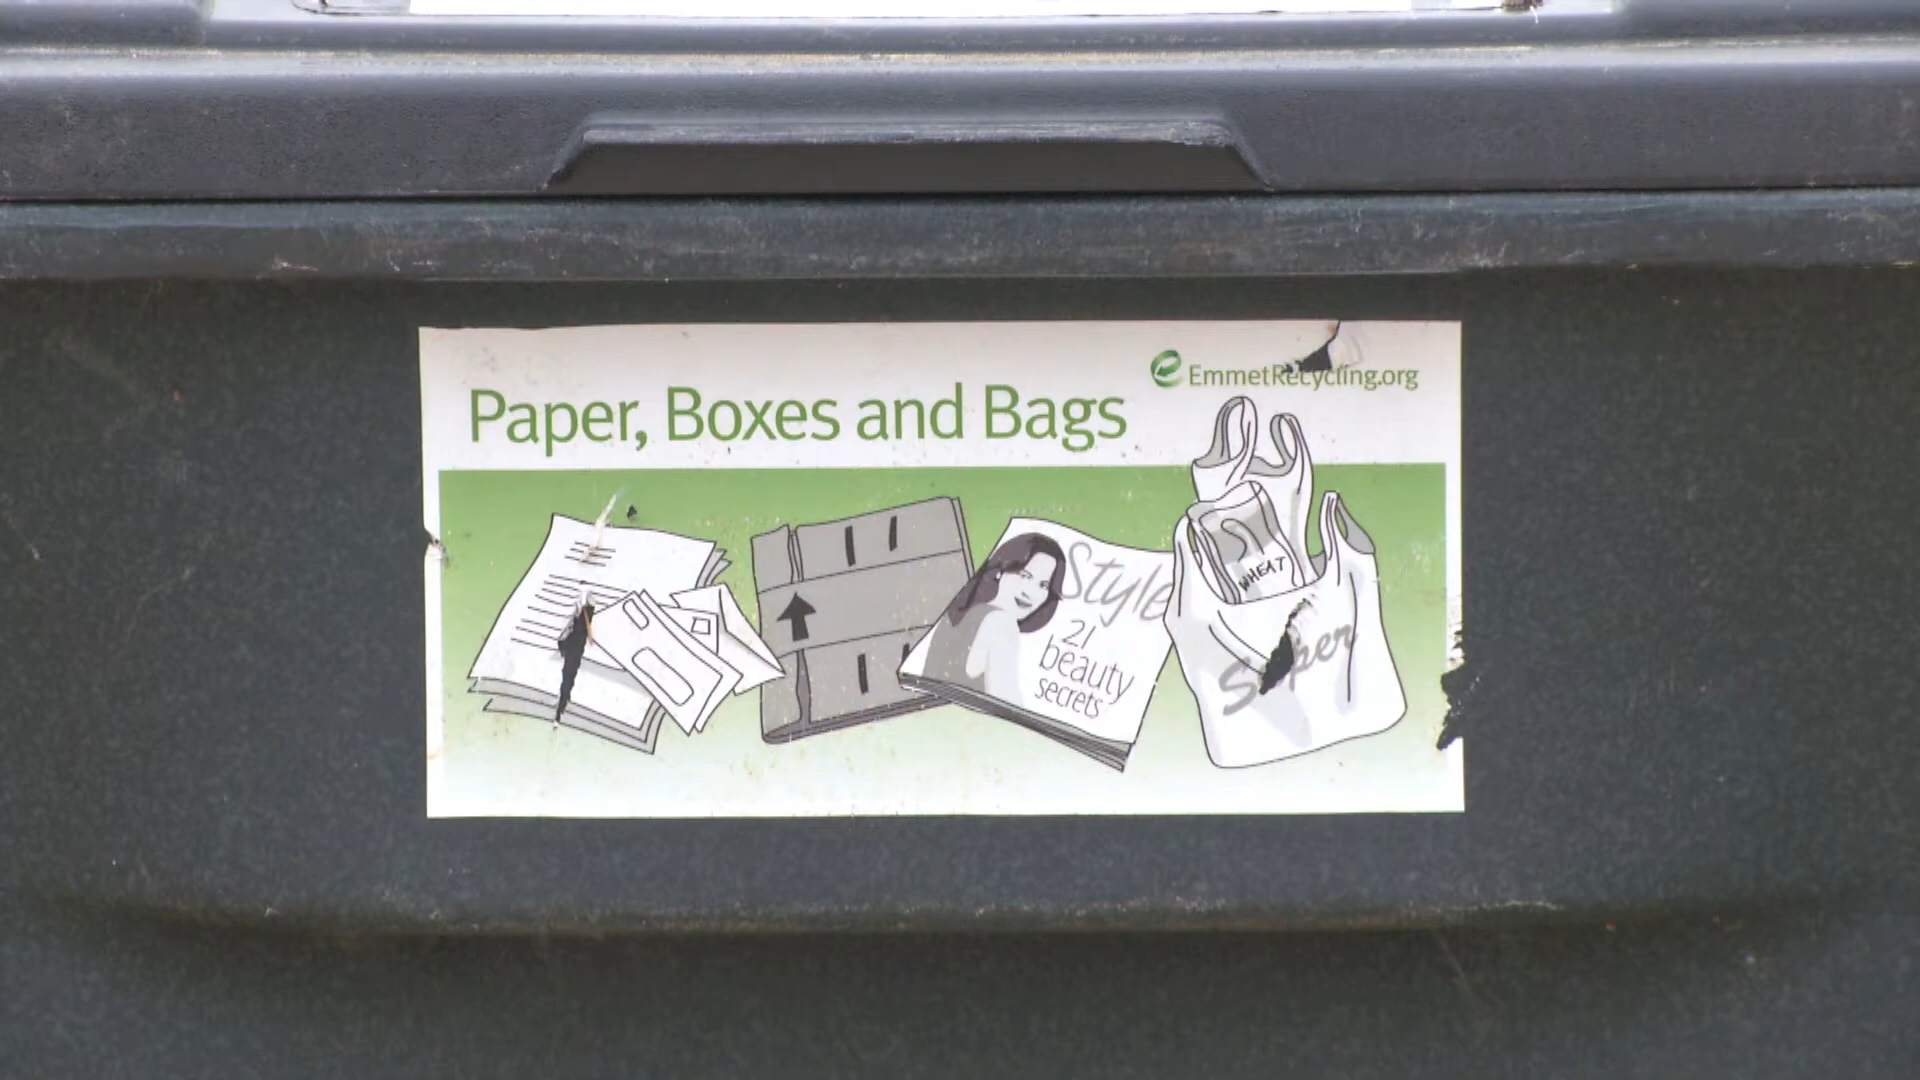 EmmetRecycling.org
Paper, Boxes and Bags
Style
21
beauty
secrets
WHEAT
Super